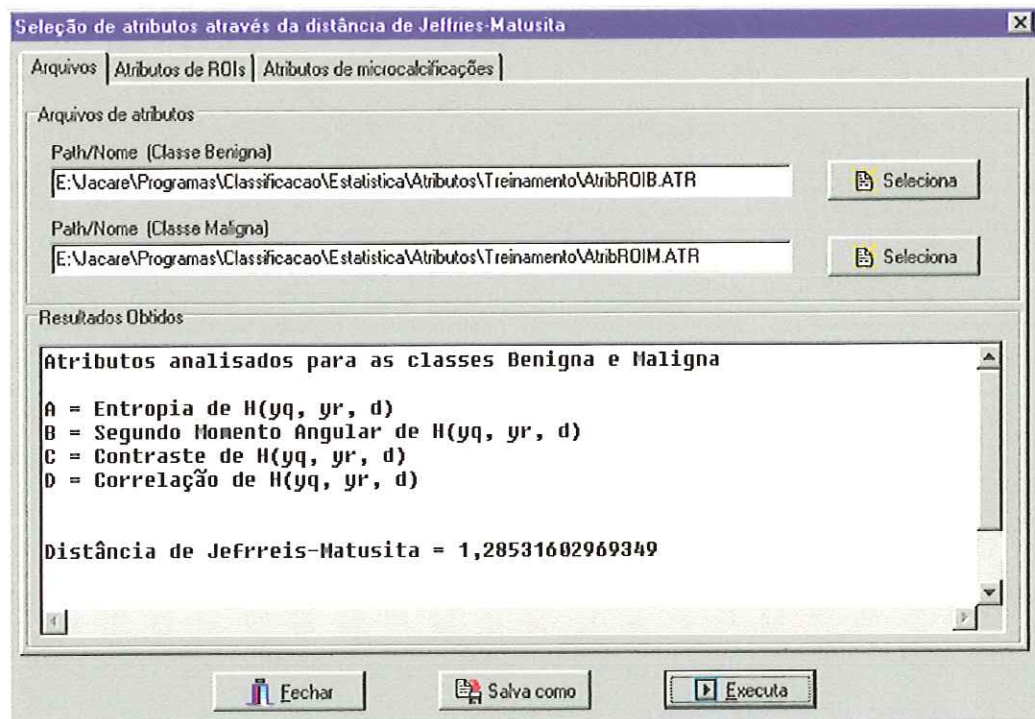 Seleção de atributos através da distância de Jeffries-Matusita
Arquivos Atributos de ROIs Atributos de microcalcificações
Arquivos de atributos
Path/Nome (Classe Benigna)
E:\Jacare\Programas\Classificacao\Estatistica\Atributos\Treinamento\AtribROIB.ATR
Seleciona
Path/Nome (Classe Maligna)
E:\Jacare\Programas\Classificacao\Estatistica\Atributos\Treinamento\AtribROIM.ATR
Seleciona
Resultados Obtidos
Atributos analisados para as classes Benigna e Maligna
A = Entropia de H(yq, yr, d)
B = Segundo Momento Angular de H(yq, yr, d)
C = Contraste de H(yq, yr, d)
D = Correlação de H(yq, yr, d)
Distância de Jefrreis-Matusita = 1,28531602969349
Fechar Salva como Executa